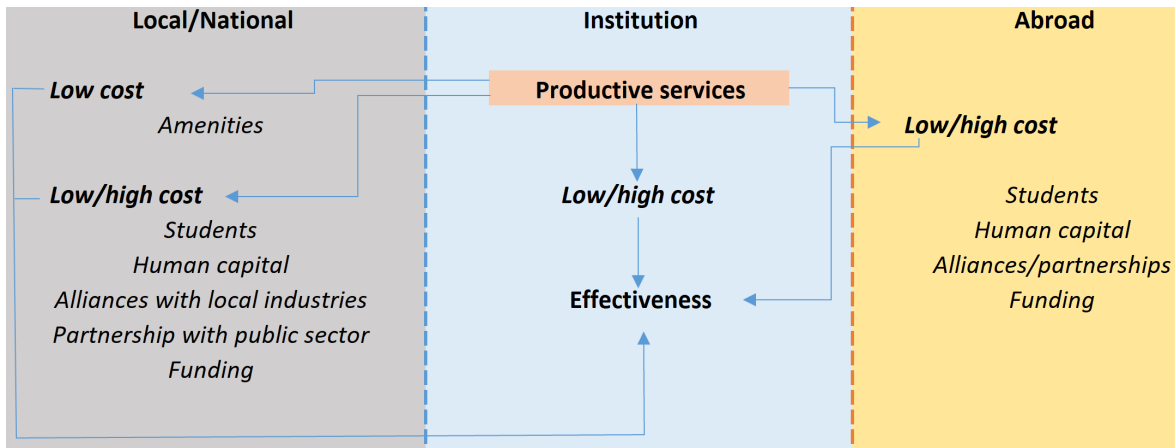 Local/National
Institution
Abroad
Low cost
Productive services
Amenities
Low/high cost
Low/high cost
Low/high cost
Students
Human capital
Alliances with local industries
Partnership with public sector
Funding
Effectiveness
Students
Human capital
Alliances/partnerships
Funding